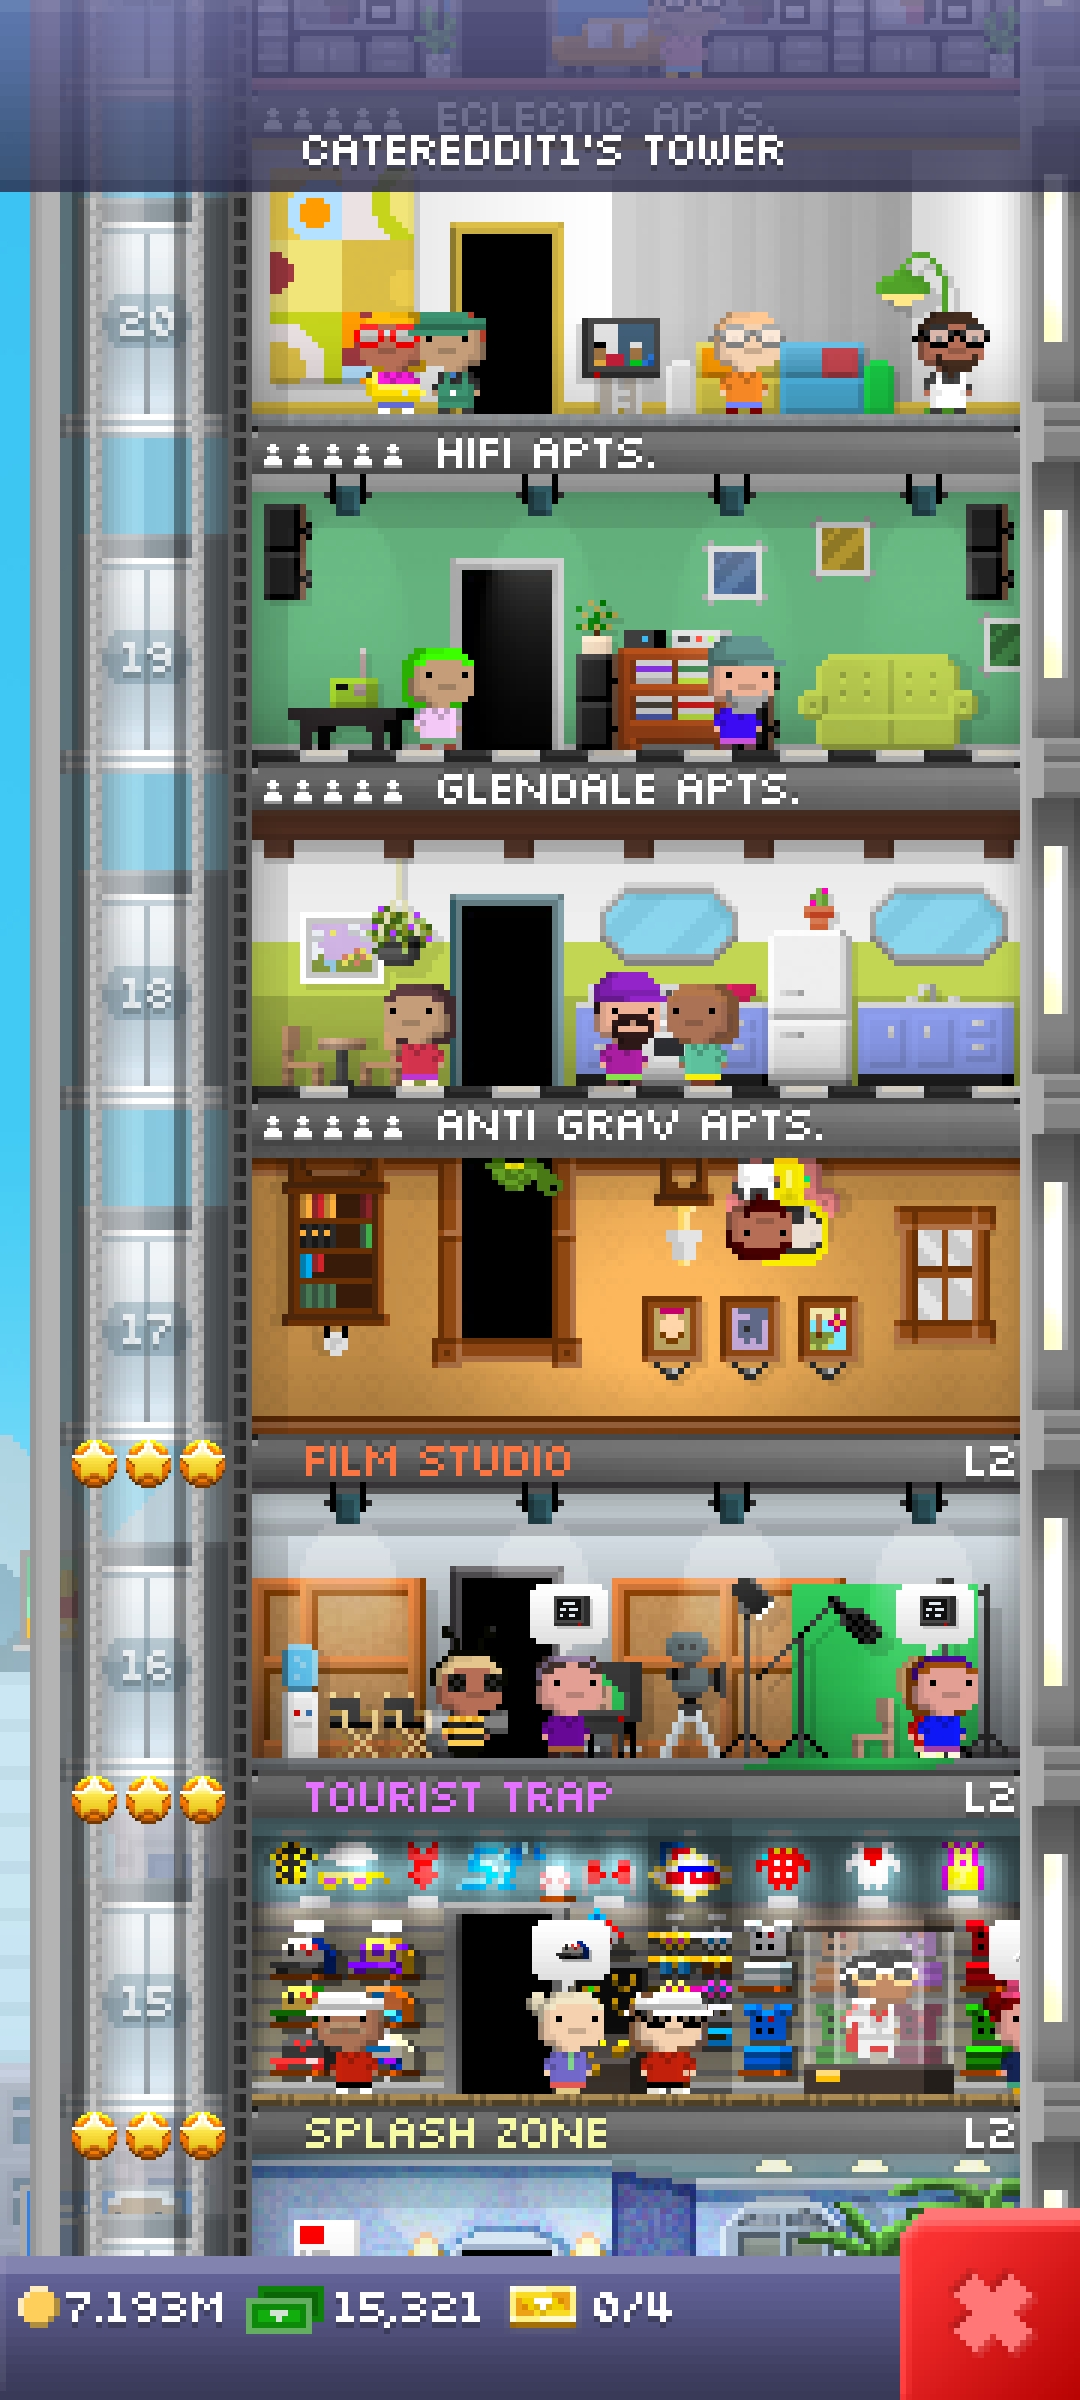 ECLECTIC APTS.
CATEREDDIT1'S TOWER
20
HIFI APTS.
19
GLENDALE APTS.
18
ANTI GRAV APTS.
17
FILM STUDIO L2
16
TOURIST TRAP L2
15
SPLASH ZONE L2
7.193M 15,321 0/4